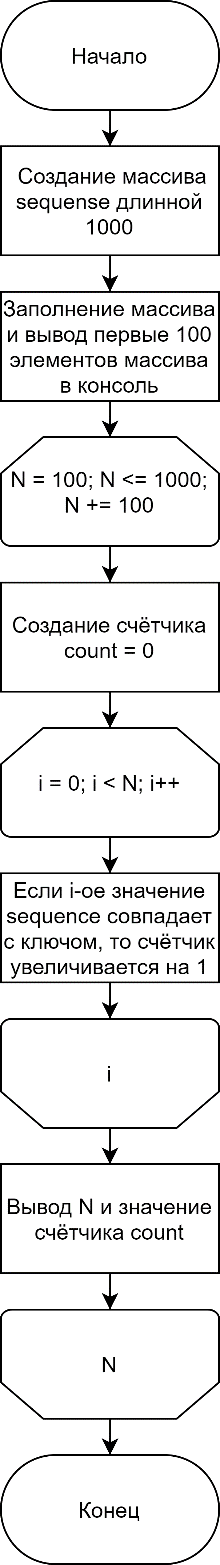 Начало
Создание массива
sequense длинной
1000
Заполнение массива
и вывод первые 100
элементов массива
в консоль
N = 100; N <= 1000;
N += 100
Создание счётчика
count = 0
i = 0; i < N; i++
Если i-ое значение
sequence совпадает
с ключом, то счётчик
увеличивается на 1
i
Вывод N и значение
счётчика count
N
Конец